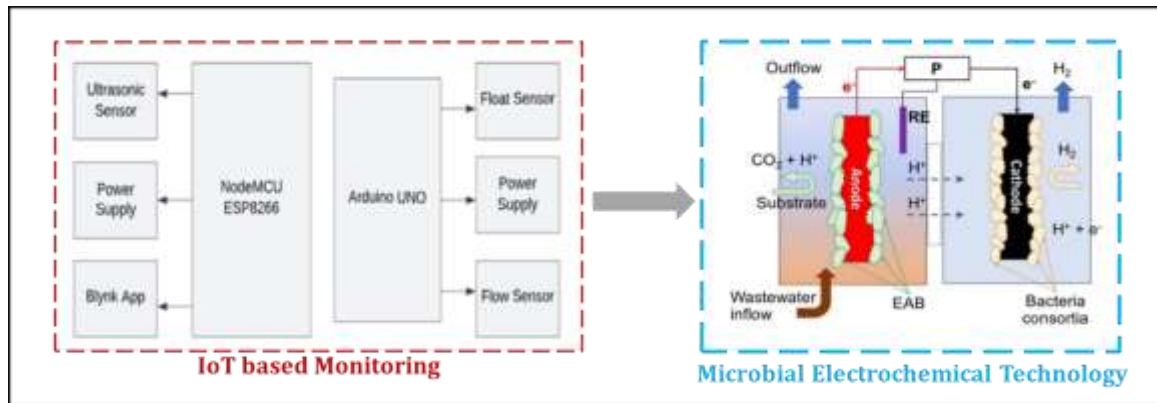 Ultrasonic
Sensor
Power
Supply
Blynk App
NodeMCU
ESP8266
Arduino UNO
Float Sensor
Power
Supply
Flow Sensor
IoT based Monitoring
Outflow
e⁻
P
e⁻
H₂
RE
CO₂ + H⁺
Substrate
Anode
H⁺
H⁺
Cathode
H₂
H⁺ + e⁻
Wastewater
inflow
EAB
Bacteria
consortia
Microbial Electrochemical Technology